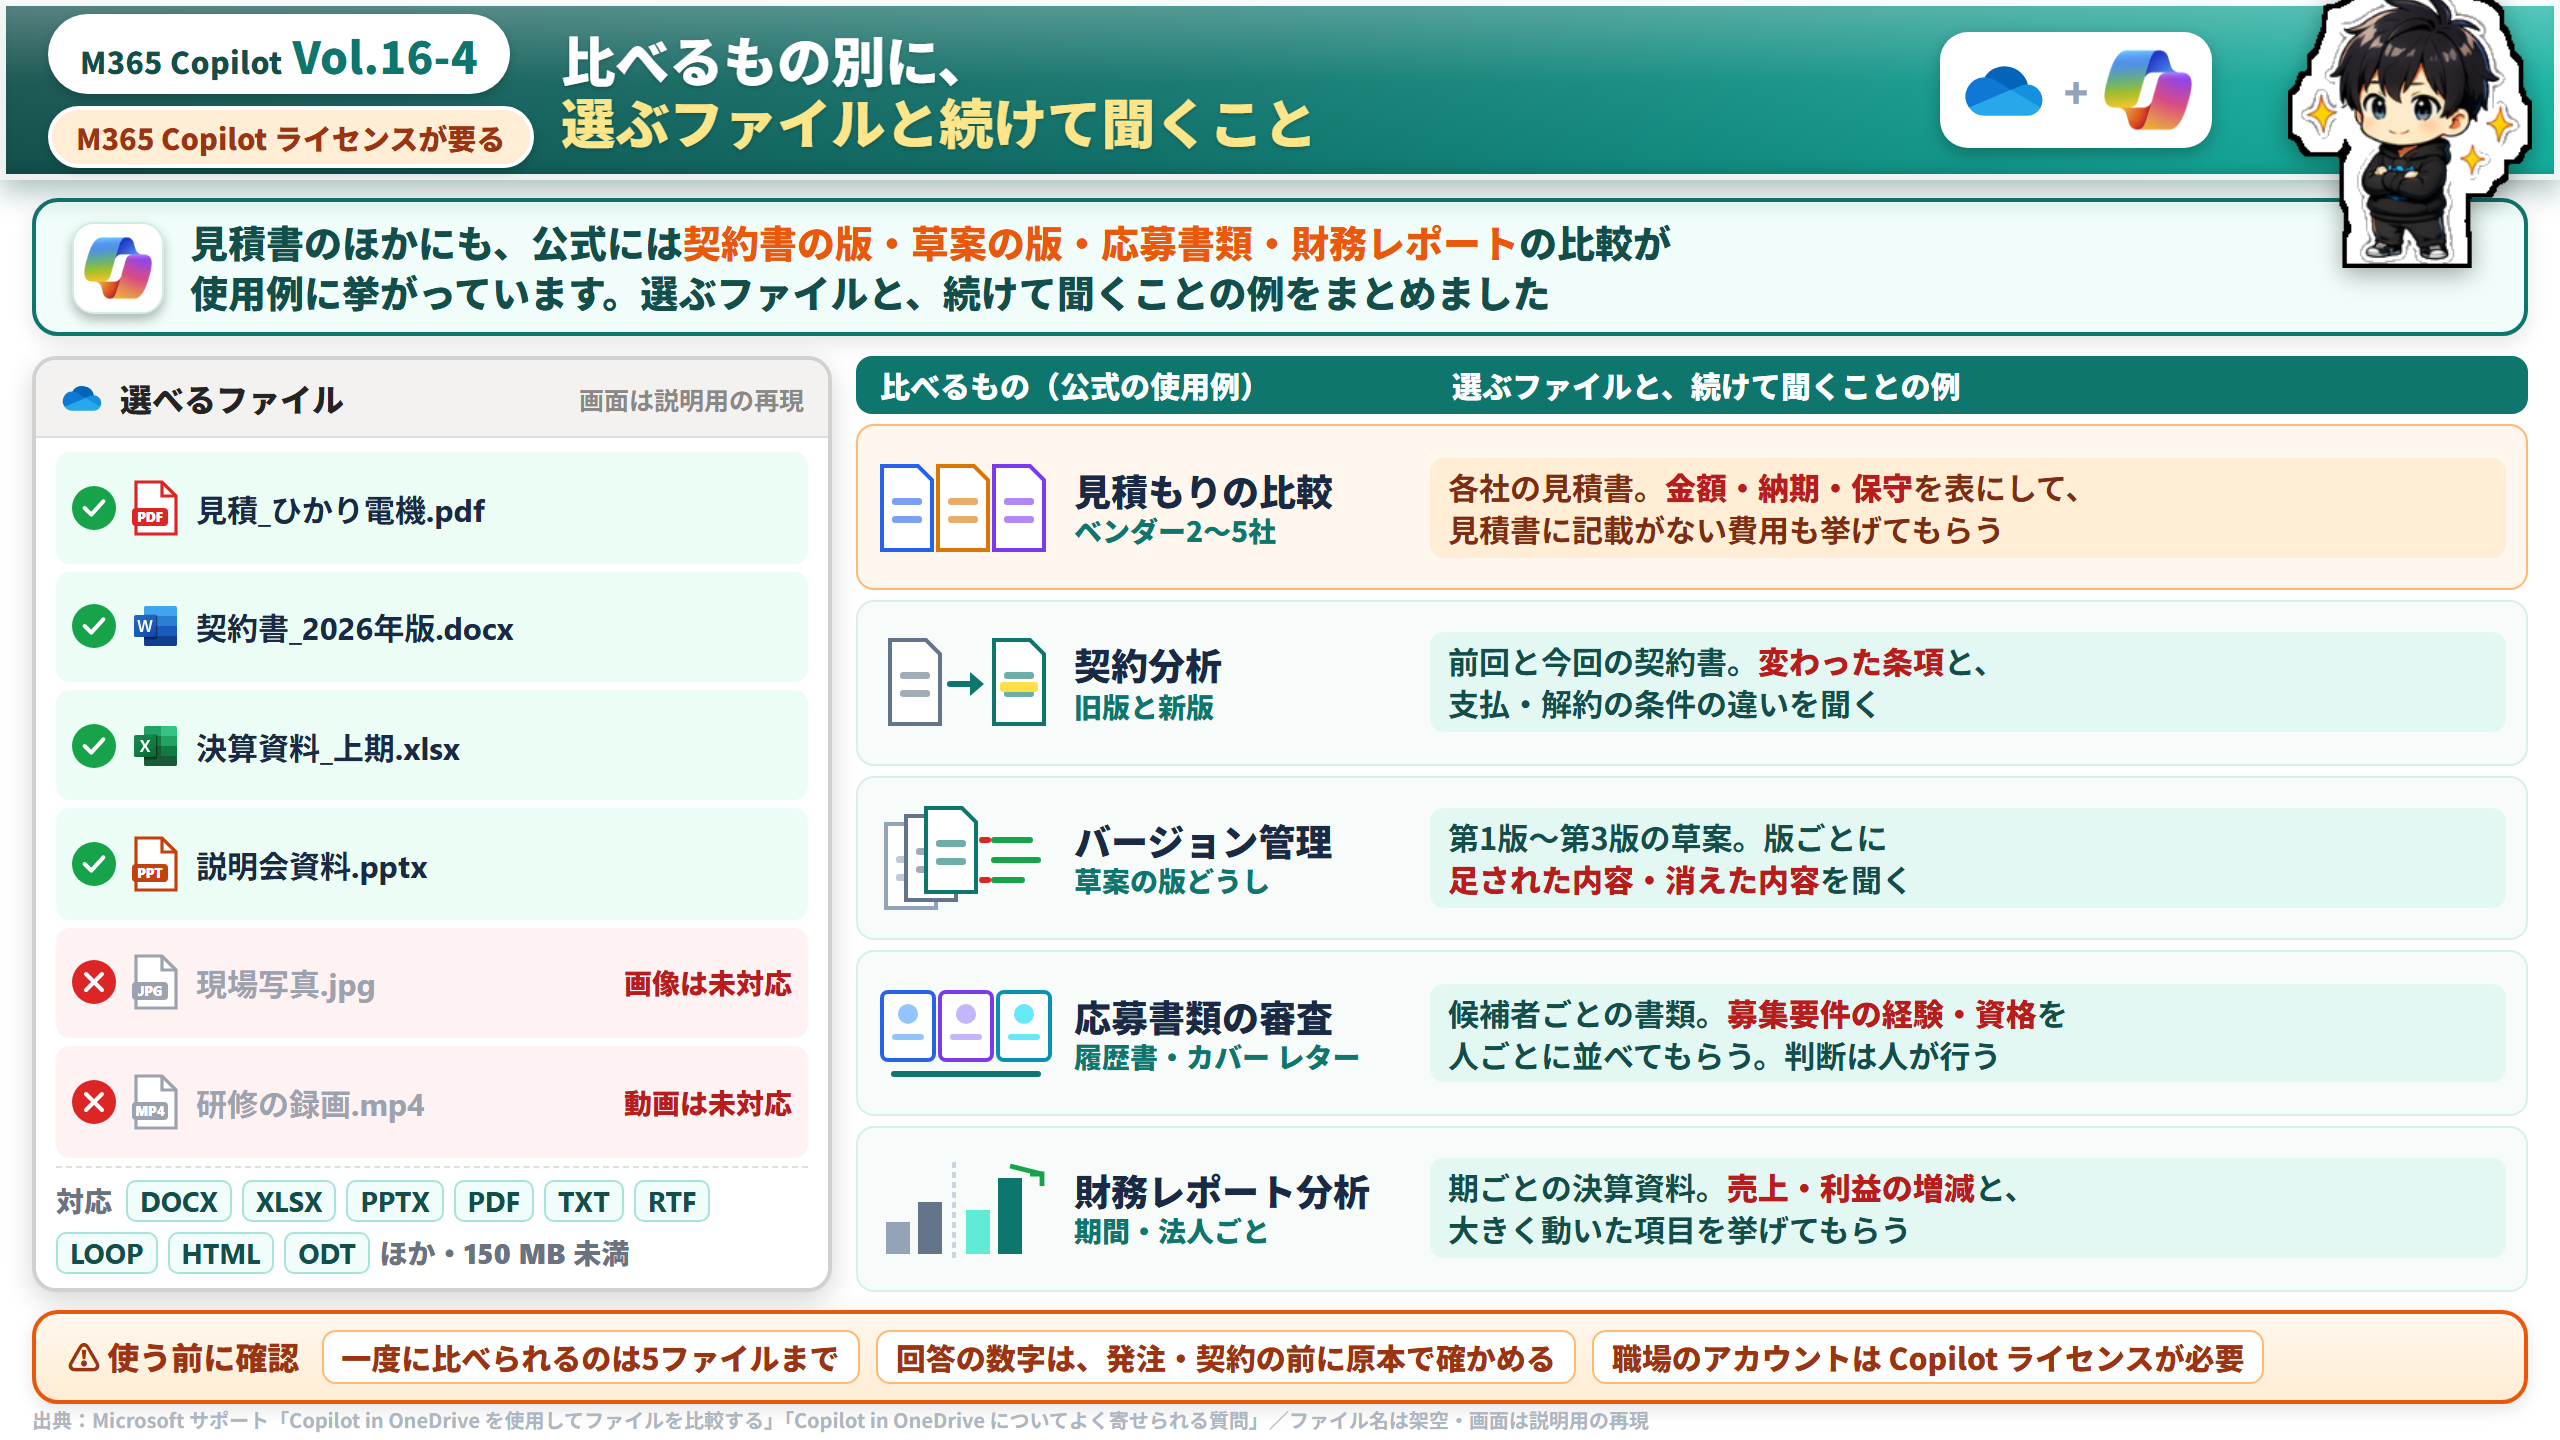 M365 Copilot Vol.16-4
M365 Copilot ライセンスが要る
比べるもの別に、
選ぶファイルと続けて聞くこと
見積書のほかにも、公式には契約書の版・草案の版・応募書類・財務レポートの比較が
使用例に挙がっています。選ぶファイルと、続けて聞くことの例をまとめました
選べるファイル 画面は説明用の再現
PDF 見積_ひかり電機.pdf
W 契約書_2026年版.docx
X 決算資料_上期.xlsx
PPT 説明会資料.pptx
JPG 現場写真.jpg 画像は未対応
MP4 研修の録画.mp4 動画は未対応
対応 DOCX XLSX PPTX PDF TXT RTF
LOOP HTML ODT ほか・150 MB 未満
比べるもの（公式の使用例） 選ぶファイルと、続けて聞くことの例
見積もりの比較
ベンダー2〜5社
各社の見積書。金額・納期・保守を表にして、
見積書に記載がない費用も挙げてもらう
契約分析
旧版と新版
前回と今回の契約書。変わった条項と、
支払・解約の条件の違いを聞く
バージョン管理
草案の版どうし
第1版〜第3版の草案。版ごとに
足された内容・消えた内容を聞く
応募書類の審査
履歴書・カバー レター
候補者ごとの書類。募集要件の経験・資格を
人ごとに並べてもらう。判断は人が行う
財務レポート分析
期間・法人ごと
期ごとの決算資料。売上・利益の増減と、
大きく動いた項目を挙げてもらう
⚠使う前に確認 一度に比べられるのは5ファイルまで 回答の数字は、発注・契約の前に原本で確かめる 職場のアカウントは Copilot ライセンスが必要
出典：Microsoft サポート「Copilot in OneDrive を使用してファイルを比較する」「Copilot in OneDrive についてよく寄せられる質問」／ファイル名は架空・画面は説明用の再現